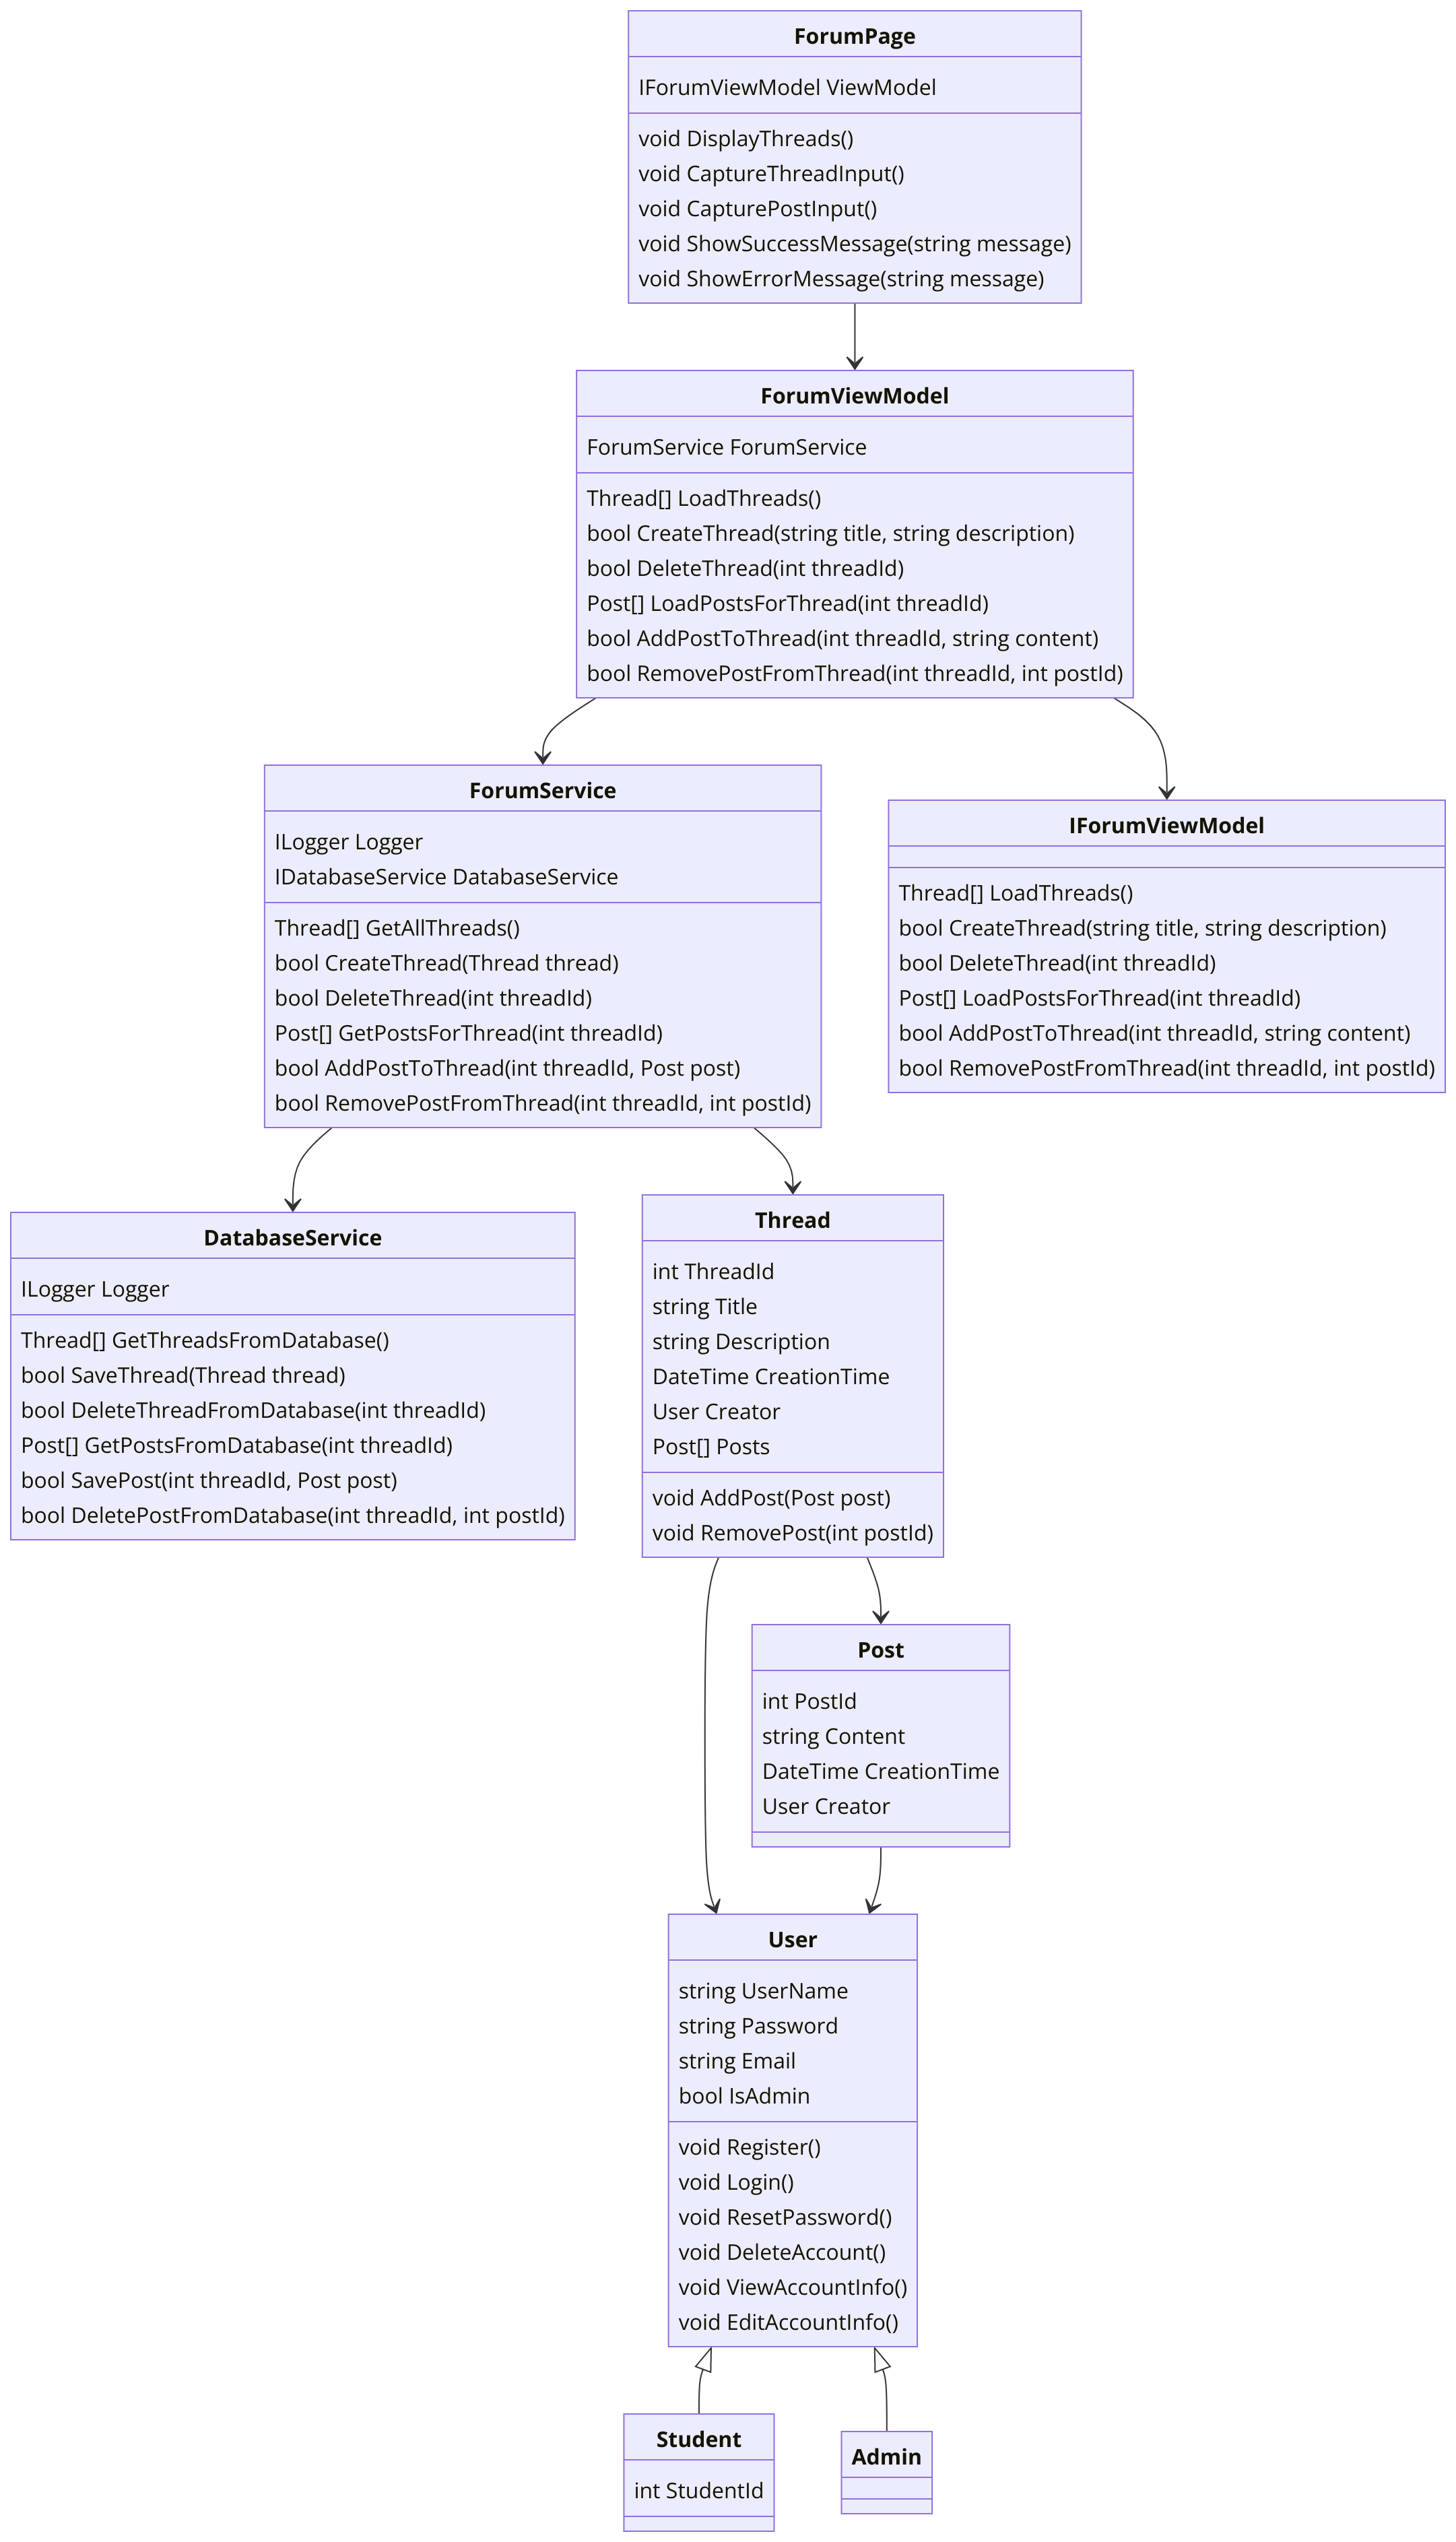 ForumPage
IForumViewModel ViewModel
void DisplayThreads()
void CaptureThreadInput()
void CapturePostInput()
void ShowSuccessMessage(string message)
void ShowErrorMessage(string message)
ForumViewModel
ForumService ForumService
Thread[] LoadThreads()
bool CreateThread(string title, string description)
bool DeleteThread(int threadId)
Post[] LoadPostsForThread(int threadId)
bool AddPostToThread(int threadId, string content)
bool RemovePostFromThread(int threadId, int postId)
ForumService
ILogger Logger
IDatabaseService DatabaseService
Thread[] GetAllThreads()
bool CreateThread(Thread thread)
bool DeleteThread(int threadId)
Post[] GetPostsForThread(int threadId)
bool AddPostToThread(int threadId, Post post)
bool RemovePostFromThread(int threadId, int postId)
IForumViewModel
Thread[] LoadThreads()
bool CreateThread(string title, string description)
bool DeleteThread(int threadId)
Post[] LoadPostsForThread(int threadId)
bool AddPostToThread(int threadId, string content)
bool RemovePostFromThread(int threadId, int postId)
DatabaseService
ILogger Logger
Thread[] GetThreadsFromDatabase()
bool SaveThread(Thread thread)
bool DeleteThreadFromDatabase(int threadId)
Post[] GetPostsFromDatabase(int threadId)
bool SavePost(int threadId, Post post)
bool DeletePostFromDatabase(int threadId, int postId)
Thread
int ThreadId
string Title
string Description
DateTime CreationTime
User Creator
Post[] Posts
void AddPost(Post post)
void RemovePost(int postId)
Post
int PostId
string Content
DateTime CreationTime
User Creator
User
string UserName
string Password
string Email
bool IsAdmin
void Register()
void Login()
void ResetPassword()
void DeleteAccount()
void ViewAccountInfo()
void EditAccountInfo()
Student
int StudentId
Admin